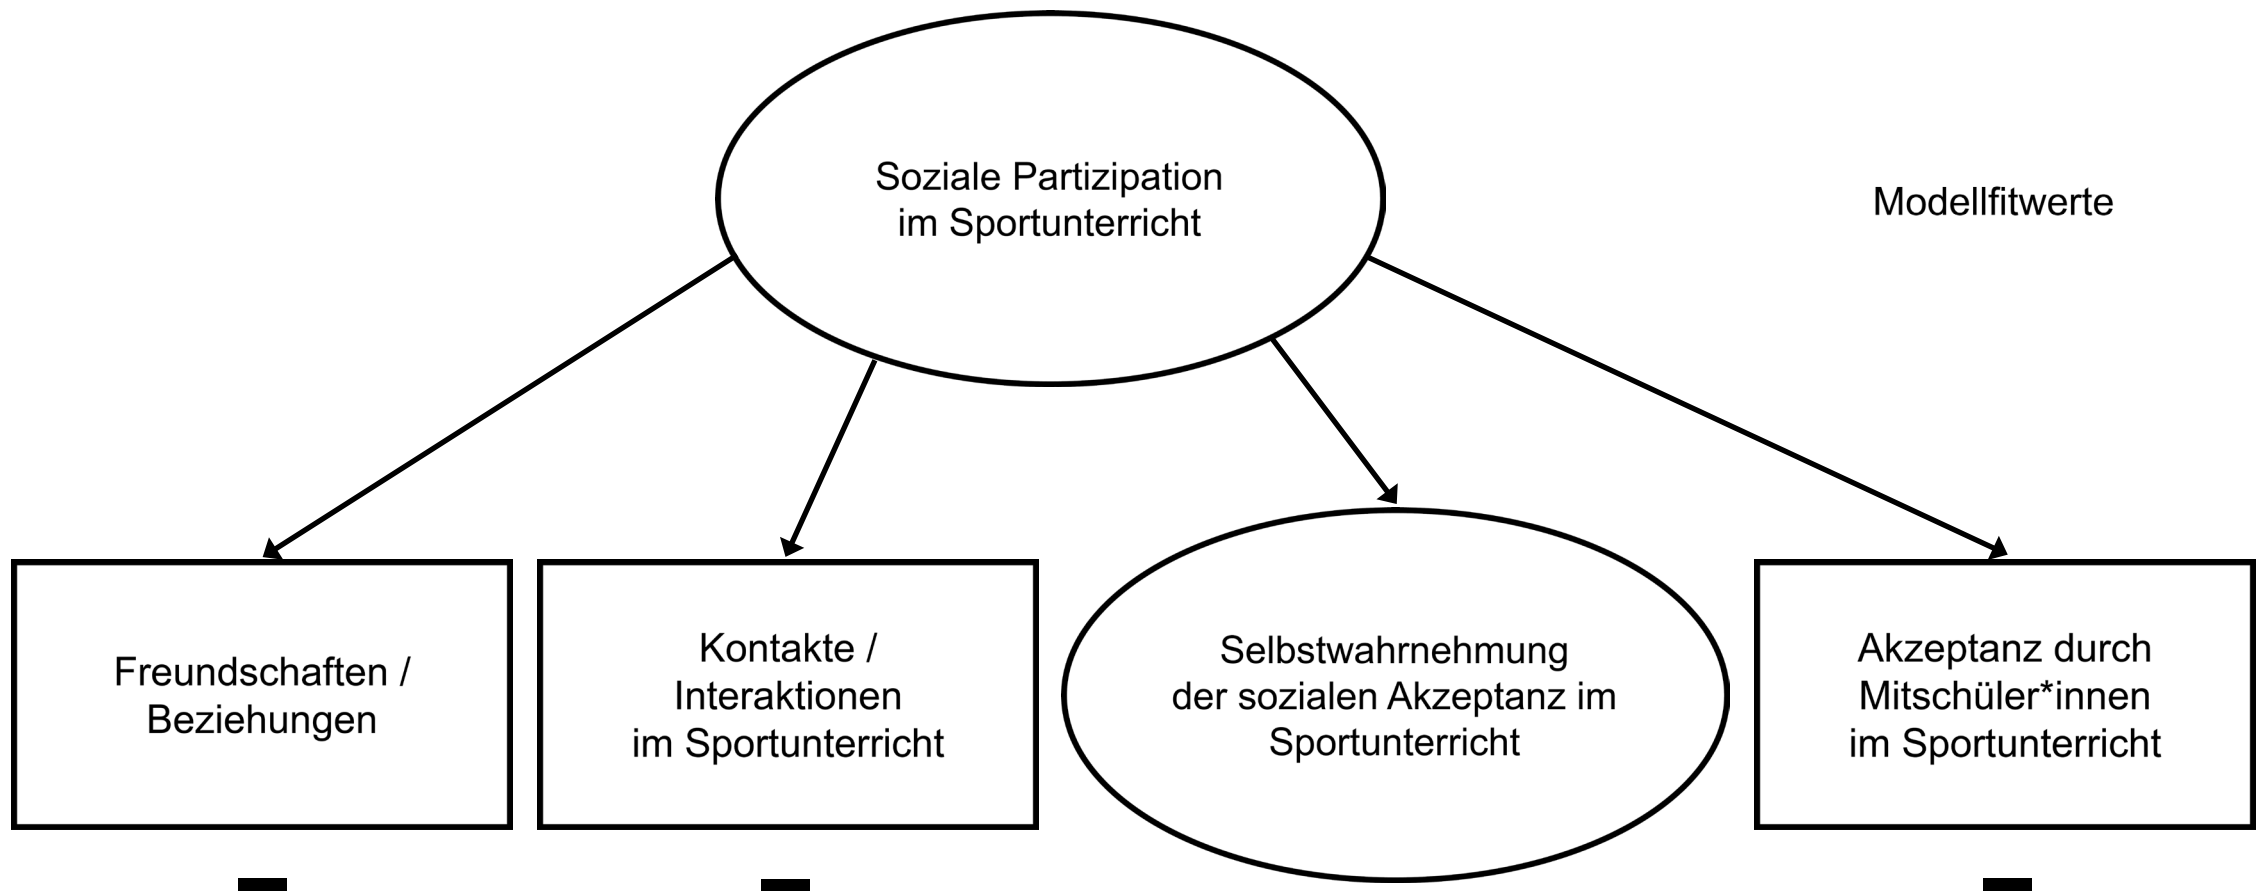 Soziale Partizipation
im Sportunterricht
Modellfitwerte
Freundschaften /
Beziehungen
Kontakte /
Interaktionen
im Sportunterricht
Selbstwahrnehmung
der sozialen Akzeptanz im
Sportunterricht
Akzeptanz durch
Mitschüler*innen
im Sportunterricht